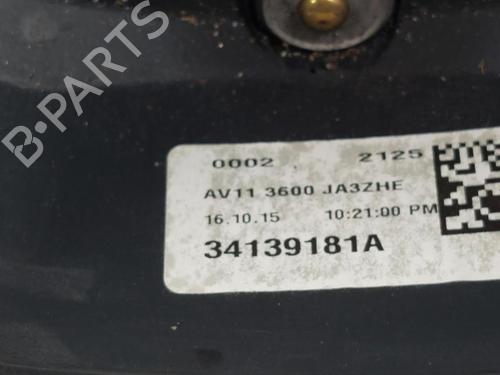 B-PARTS
0002 2125
AV11 3600 JA3ZHE
16.10.15 10:21:00 PM
34139181A